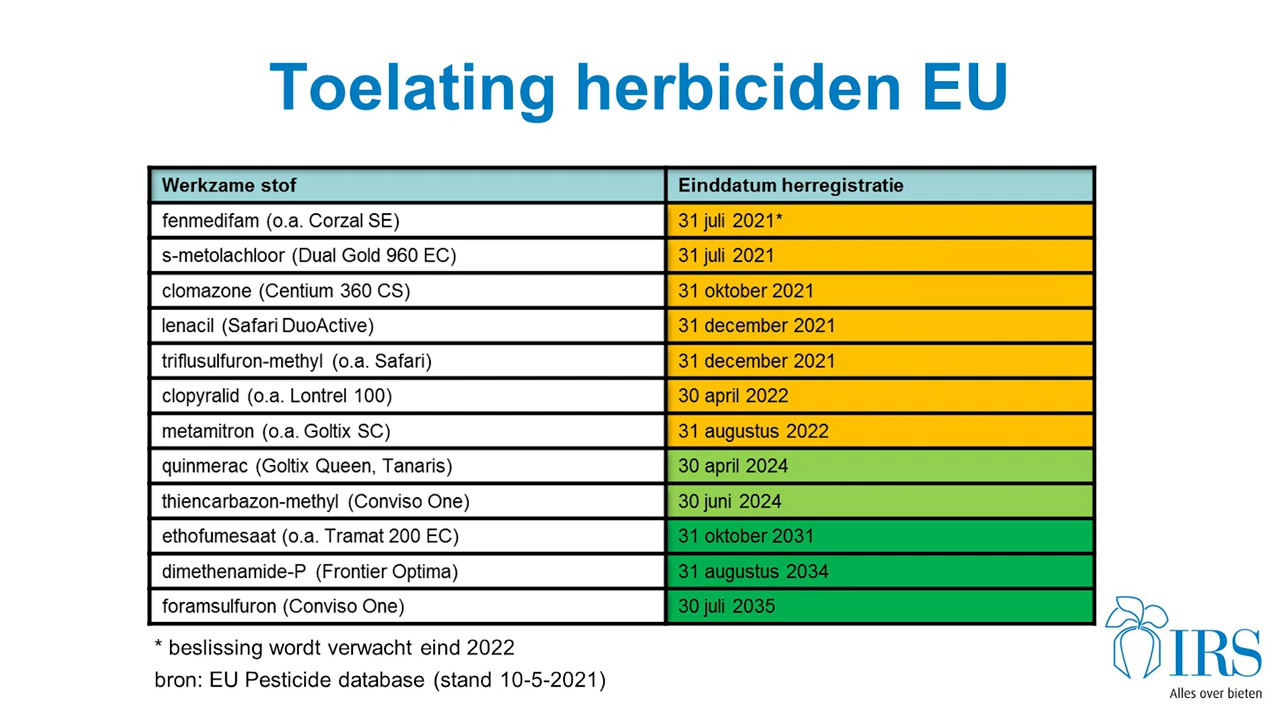 Toelating herbiciden EU
Werkzame stof Einddatum herregistratie
fenmedifam (o.a. Corzal SE) 31 juli 2021*
s-metolachloor (Dual Gold 960 EC) 31 juli 2021
clomazone (Centium 360 CS) 31 oktober 2021
lenacil (Safari DuoActive) 31 december 2021
triflusulfuron-methyl (o.a. Safari) 31 december 2021
clopyralid (o.a. Lontrel 100) 30 april 2022
metamitron (o.a. Goltix SC) 31 augustus 2022
quinmerac (Goltix Queen, Tanaris) 30 april 2024
thiencarbazon-methyl (Conviso One) 30 juni 2024
ethofumesaat (o.a. Tramat 200 EC) 31 oktober 2031
dimethenamide-P (Frontier Optima) 31 augustus 2034
foramsulfuron (Conviso One) 30 juli 2035
* beslissing wordt verwacht eind 2022
bron: EU Pesticide database (stand 10-5-2021)
IRS
Alles over bieten